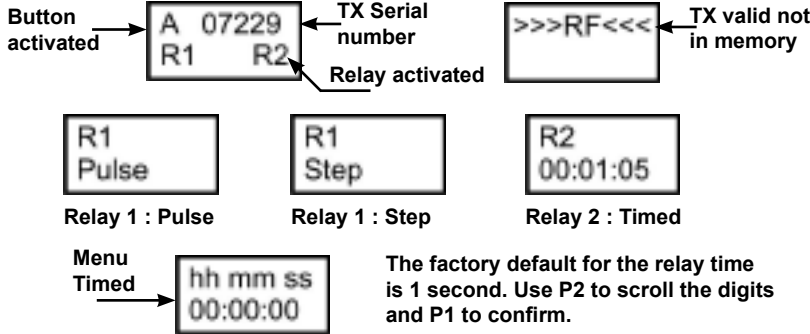 Button
activated
A 07229
R1 R2
TX Serial
number
Relay activated
>>>RF<<<
TX valid not
in memory
R1
Pulse
Relay 1 : Pulse
R1
Step
Relay 1 : Step
R2
00:01:05
Relay 2 : Timed
Menu
Timed
hh mm ss
00:00:00
The factory default for the relay time
is 1 second. Use P2 to scroll the digits
and P1 to confirm.